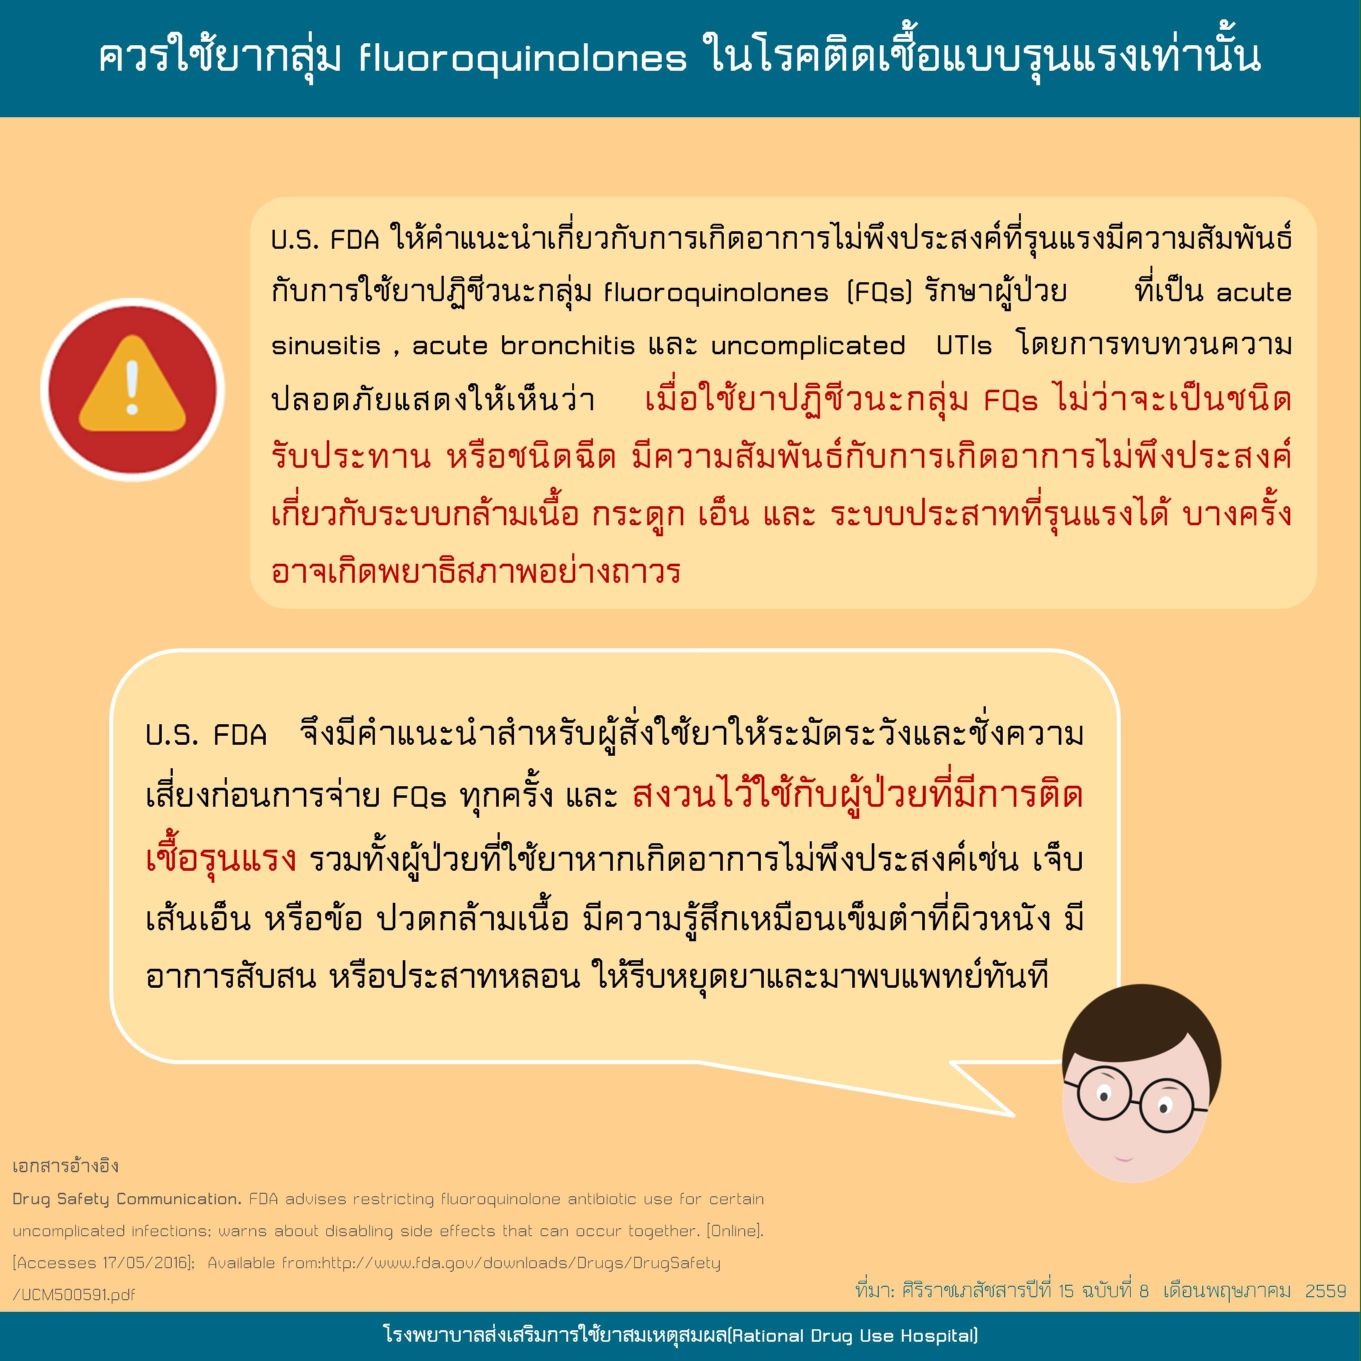 ควรใช้ยากลุ่ม fluoroquinolones ในโรคติดเชื้อแบบรุนแรงเท่านั้น
U.S. FDA ให้คำแนะนำเกี่ยวกับการเกิดอาการไม่พึงประสงค์ที่รุนแรงมีความสัมพันธ์
กับการใช้ยาปฏิชีวนะกลุ่ม fluoroquinolones (FQs) รักษาผู้ป่วย ที่เป็น acute
sinusitis , acute bronchitis และ uncomplicated UTIs โดยการทบทวนความ
ปลอดภัยแสดงให้เห็นว่า เมื่อใช้ยาปฏิชีวนะกลุ่ม FQs ไม่ว่าจะเป็นชนิด
รับประทาน หรือชนิดฉีด มีความสัมพันธ์กับการเกิดอาการไม่พึงประสงค์
เกี่ยวกับระบบกล้ามเนื้อ กระดูก เอ็น และ ระบบประสาทที่รุนแรงได้ บางครั้ง
อาจเกิดพยาธิสภาพอย่างถาวร
U.S. FDA จึงมีคำแนะนำสำหรับผู้สั่งใช้ยาให้ระมัดระวังและชั่งความ
เสี่ยงก่อนการจ่าย FQs ทุกครั้ง และ สงวนไว้ใช้กับผู้ป่วยที่มีการติด
เชื้อรุนแรง รวมทั้งผู้ป่วยที่ใช้ยาหากเกิดอาการไม่พึงประสงค์เช่น เจ็บ
เส้นเอ็น หรือข้อ ปวดกล้ามเนื้อ มีความรู้สึกเหมือนเข็มตำที่ผิวหนัง มี
อาการสับสน หรือประสาทหลอน ให้รีบหยุดยาและมาพบแพทย์ทันที
เอกสารอ้างอิง
Drug Safety Communication. FDA advises restricting fluoroquinolone antibiotic use for certain
uncomplicated infections; warns about disabling side effects that can occur together. [Online].
[Accesses 17/05/2016]; Available from:http://www.fda.gov/downloads/Drugs/DrugSafety
/UCM500591.pdf
ที่มา: ศิริราชเภสัชสารปีที่ 15 ฉบับที่ 8 เดือนพฤษภาคม 2559
โรงพยาบาลส่งเสริมการใช้ยาสมเหตุสมผล(Rational Drug Use Hospital)